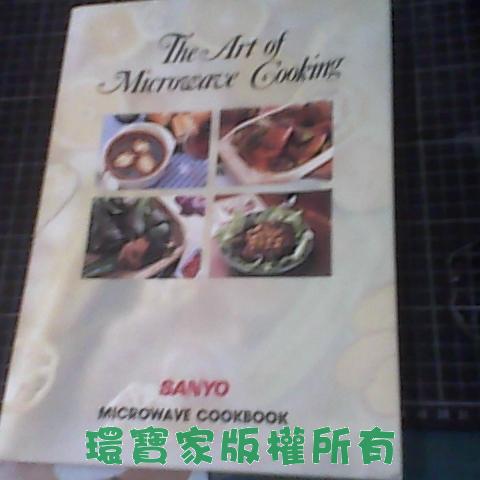 The Art of
Microwave Cooking
SANYO
MICROWAVE COOKBOOK
環寶家版權所有